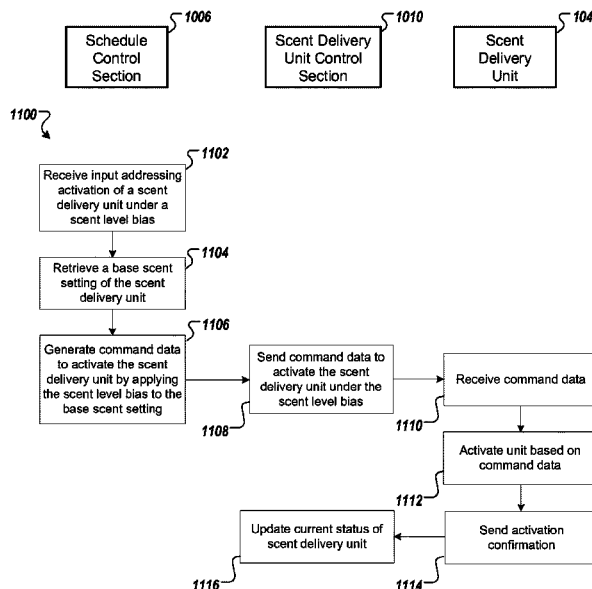 1006
Schedule
Control
Section
1010
Scent Delivery
Unit Control
Section
104
Scent
Delivery
Unit
1100
1102
Receive input addressing
activation of a scent
delivery unit under a
scent level bias
1104
Retrieve a base scent
setting of the scent
delivery unit
1106
Generate command data
to activate the scent
delivery unit by applying
the scent level bias to the
base scent setting
Send command data to
activate the scent
delivery unit under the
scent level bias
1108
Receive command data
1110
Activate unit based on
command data
1112
Send activation
confirmation
1114
Update current status of
scent delivery unit
1116